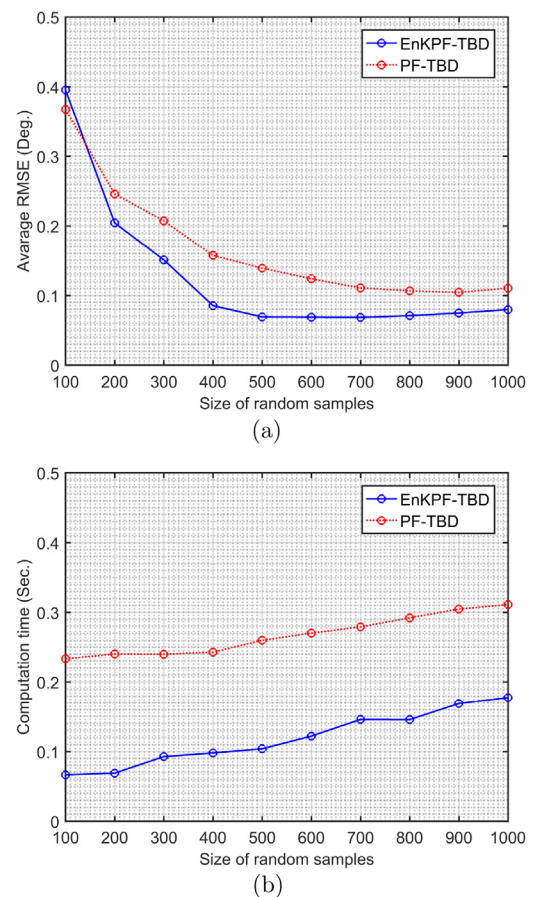 0.5
0.4
0.3
0.2
0.1
0
Avarage RMSE (Deg.)
EnKPF-TBD
PF-TBD
100 200 300 400 500 600 700 800 900 1000
Size of random samples
(a)
0.5
0.4
0.3
0.2
0.1
0
Computation time (Sec.)
EnKPF-TBD
PF-TBD
100 200 300 400 500 600 700 800 900 1000
Size of random samples
(b)